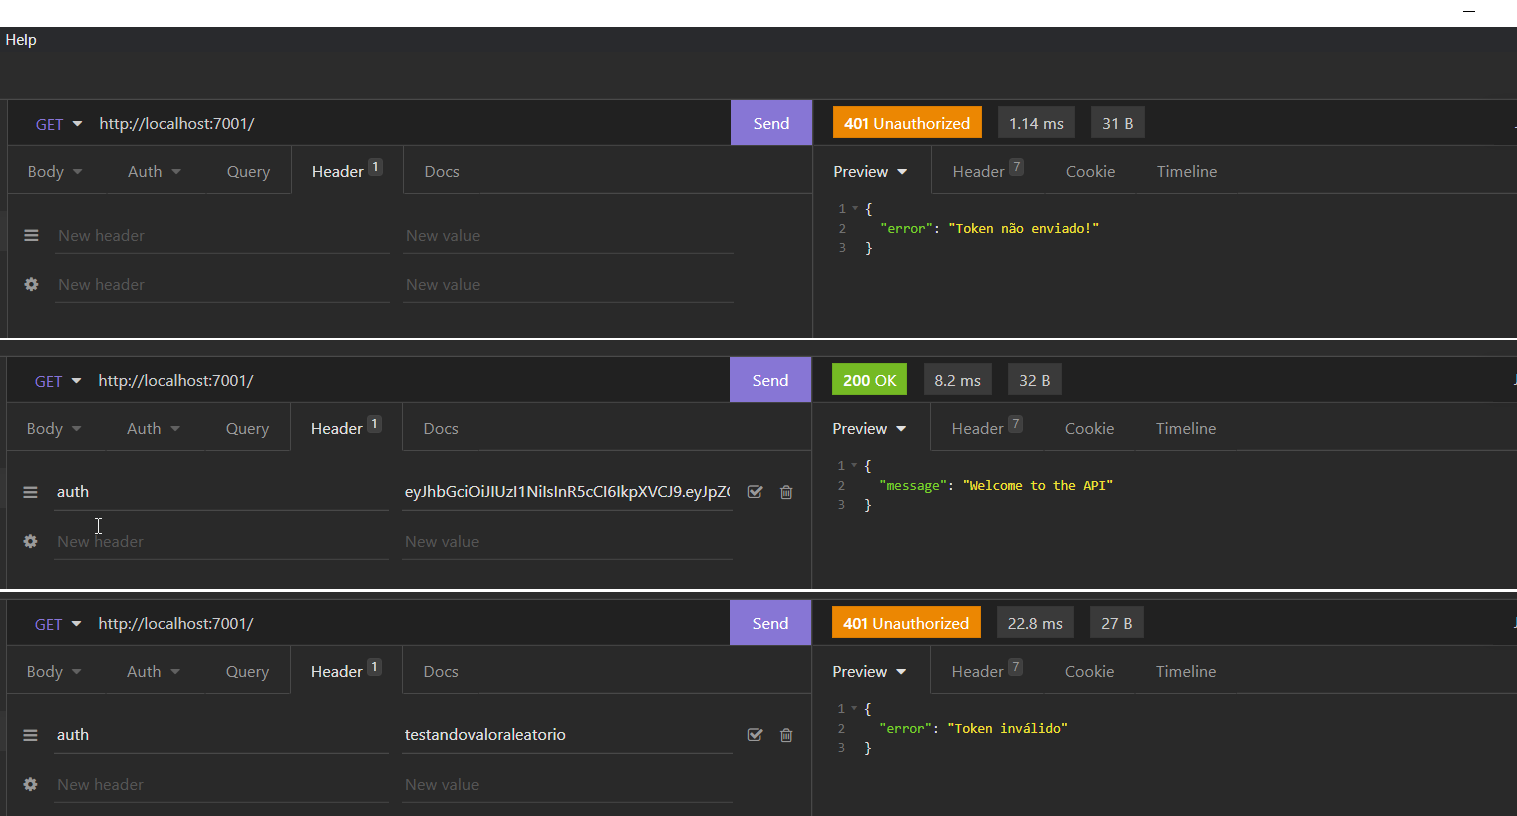 Help
GET http://localhost:7001/ Send 401 Unauthorized 1.14 ms 31 B
Body Auth Query Header 1 Docs Preview Header 7 Cookie Timeline
New header New value
New header New value
1 {
2 "error": "Token não enviado!"
3 }
GET http://localhost:7001/ Send 200 OK 8.2 ms 32 B
Body Auth Query Header 1 Docs Preview Header 7 Cookie Timeline
auth
New header New value
1 {
2 "message": "Welcome to the API"
3 }
GET http://localhost:7001/ Send 401 Unauthorized 22.8 ms 27 B
Body Auth Query Header 1 Docs Preview Header 7 Cookie Timeline
auth testandovaloraleatorio
New header New value
1 {
2 "error": "Token inválido"
3 }